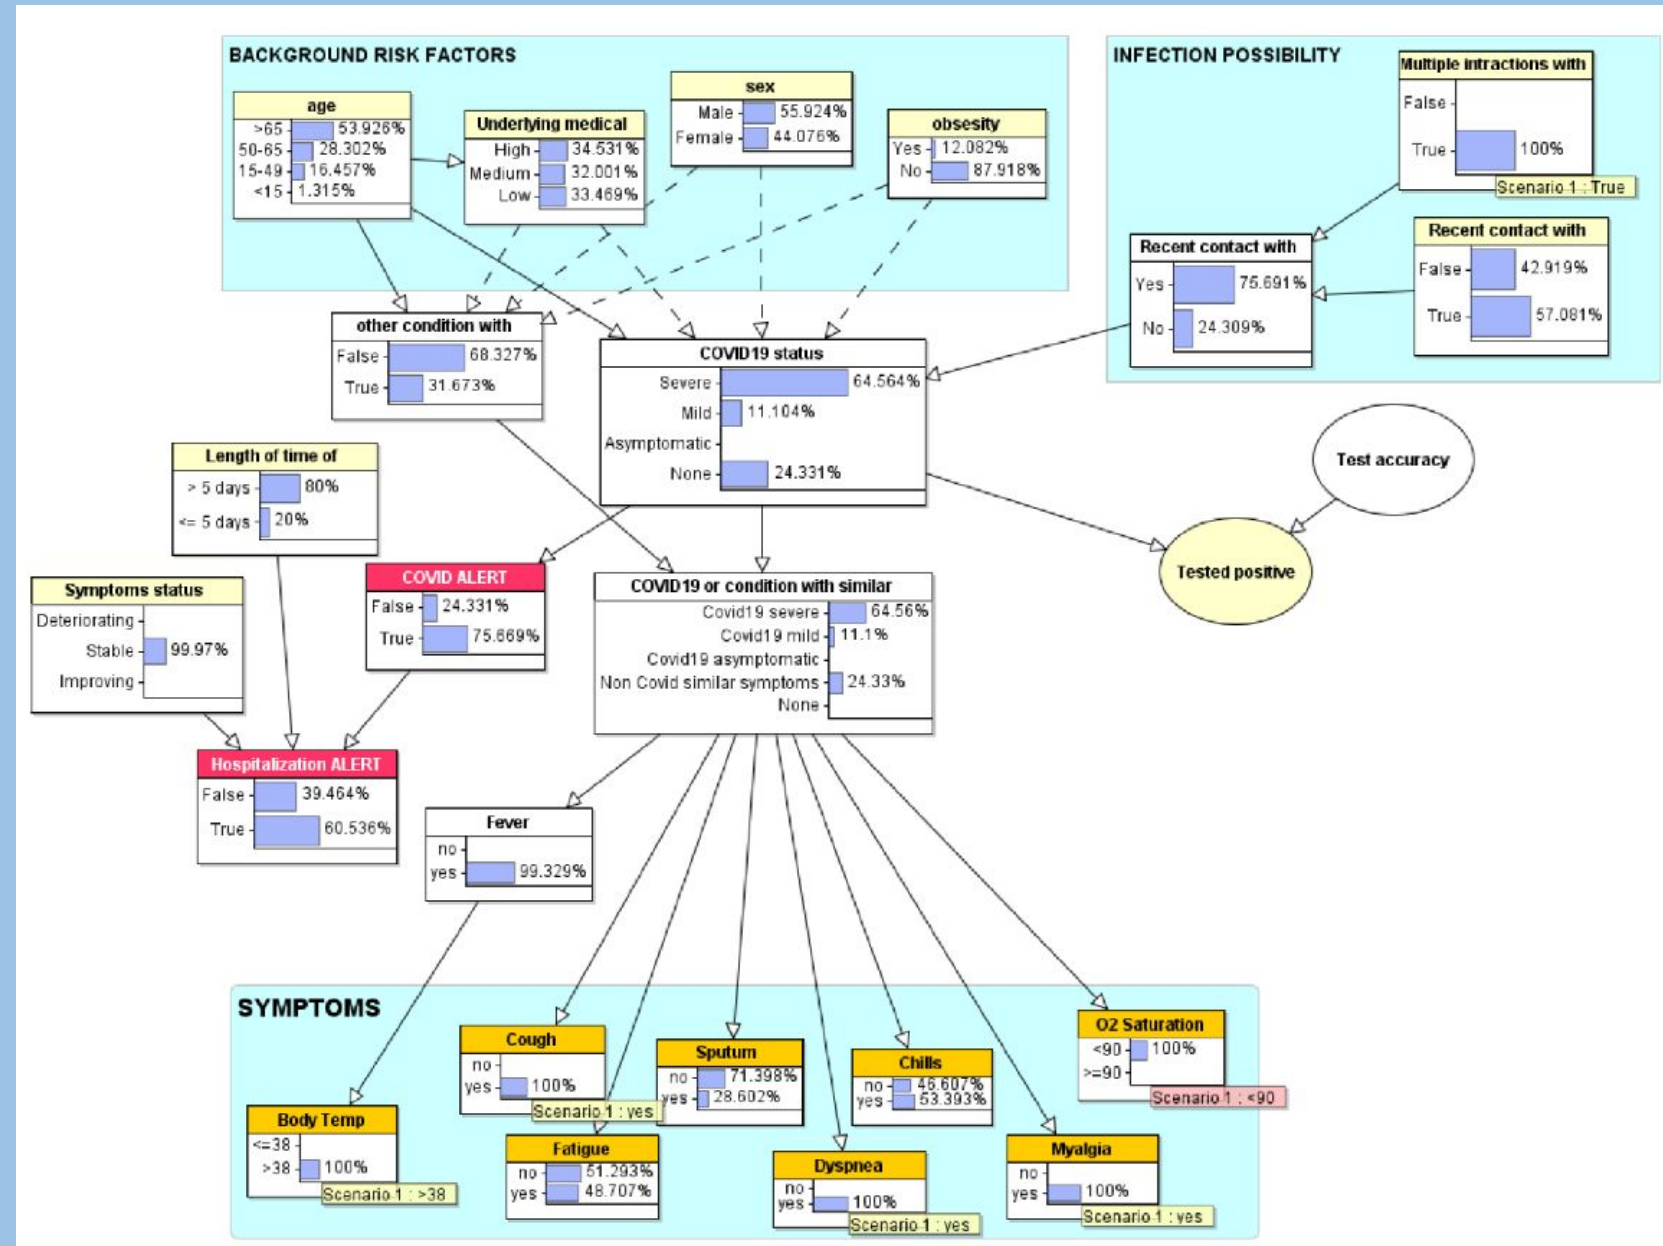 BACKGROUND RISK FACTORS
age
>65 53.926%
50-65 28.302%
15-49 16.457%
<15 1.315%
Underlying medical
High 34.531%
Medium 32.001%
Low 33.469%
sex
Male 55.924%
Female 44.076%
obsesity
Yes 12.082%
No 87.918%
INFECTION POSSIBILITY
Multiple intractions with
False
True 100%
Scenario 1 : True
Recent contact with
Yes 75.691%
No 24.309%
Recent contact with
False 42.919%
True 57.081%
other condition with
False 68.327%
True 31.673%
COVID19 status
Severe 64.564%
Mild 11.104%
Asymptomatic
None 24.331%
Test accuracy
Tested positive
Length of time of
> 5 days 80%
<= 5 days 20%
Symptoms status
Deteriorating
Stable 99.97%
Improving
COVID ALERT
False 24.331%
True 75.669%
COVID19 or condition with similar
Covid19 severe 64.56%
Covid19 mild 11.1%
Covid19 asymptomatic
Non Covid similar symptoms 24.33%
None
Hospitalization ALERT
False 39.464%
True 60.536%
Fever
no
yes 99.329%
SYMPTOMS
Body Temp
<=38
>38 100%
Scenario 1 : >38
Cough
no
yes 100%
Scenario 1 : yes
Fatigue
no 51.293%
yes 48.707%
Sputum
no 71.398%
yes 28.602%
Dyspnea
no
yes 100%
Scenario 1 : yes
Chills
no 46.607%
yes 53.393%
Myalgia
no
yes 100%
Scenario 1 : yes
O2 Saturation
<90 100%
>=90
Scenario 1 : <90